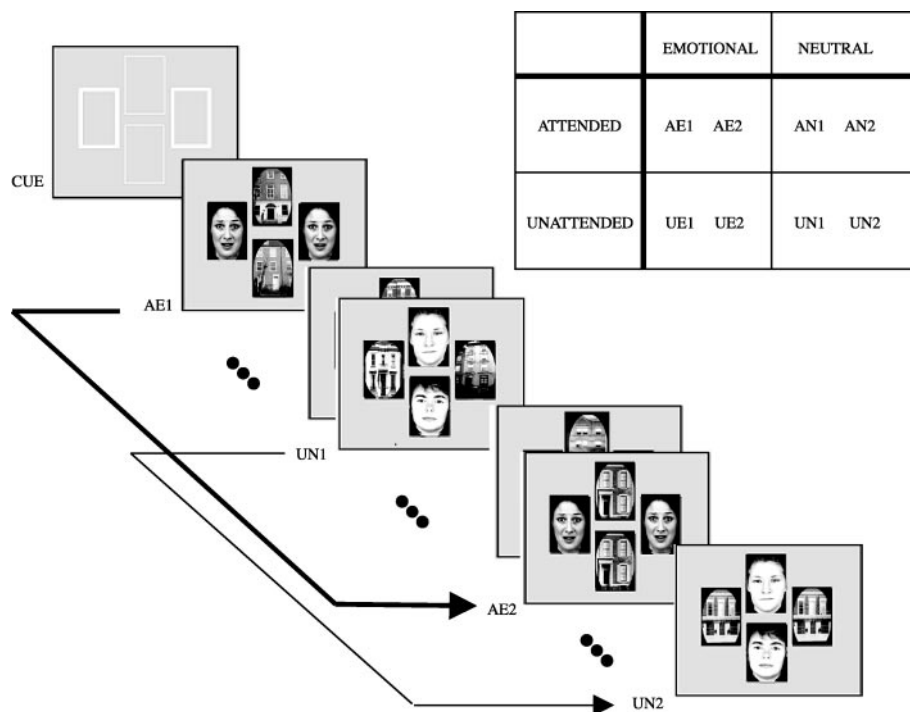 EMOTIONAL NEUTRAL
ATTENDED AE1 AE2 AN1 AN2
UNATTENDED UE1 UE2 UN1 UN2
CUE
AE1
UN1
AE2
UN2